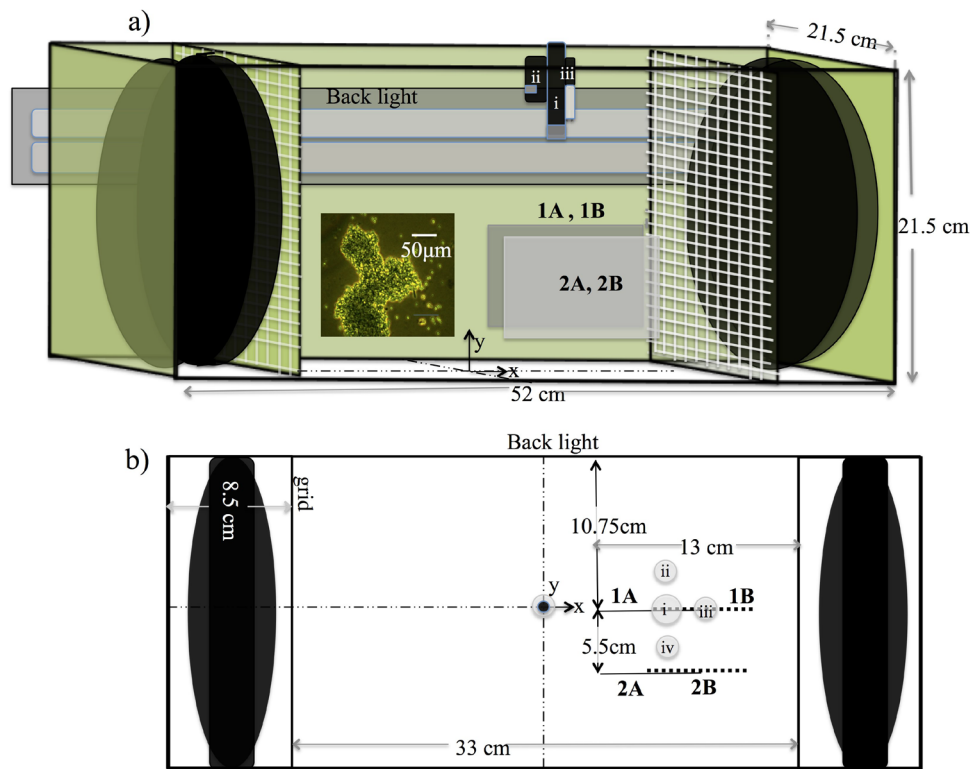 a)
21.5 cm
ii
iii
i
Back light
21.5 cm
1A , 1B
50μm
2A, 2B
y
x
52 cm
b)
Back light
8.5 cm
grid
10.75cm
13 cm
ii
y
x
1A
i
iii
1B
5.5cm
iv
2A
2B
33 cm